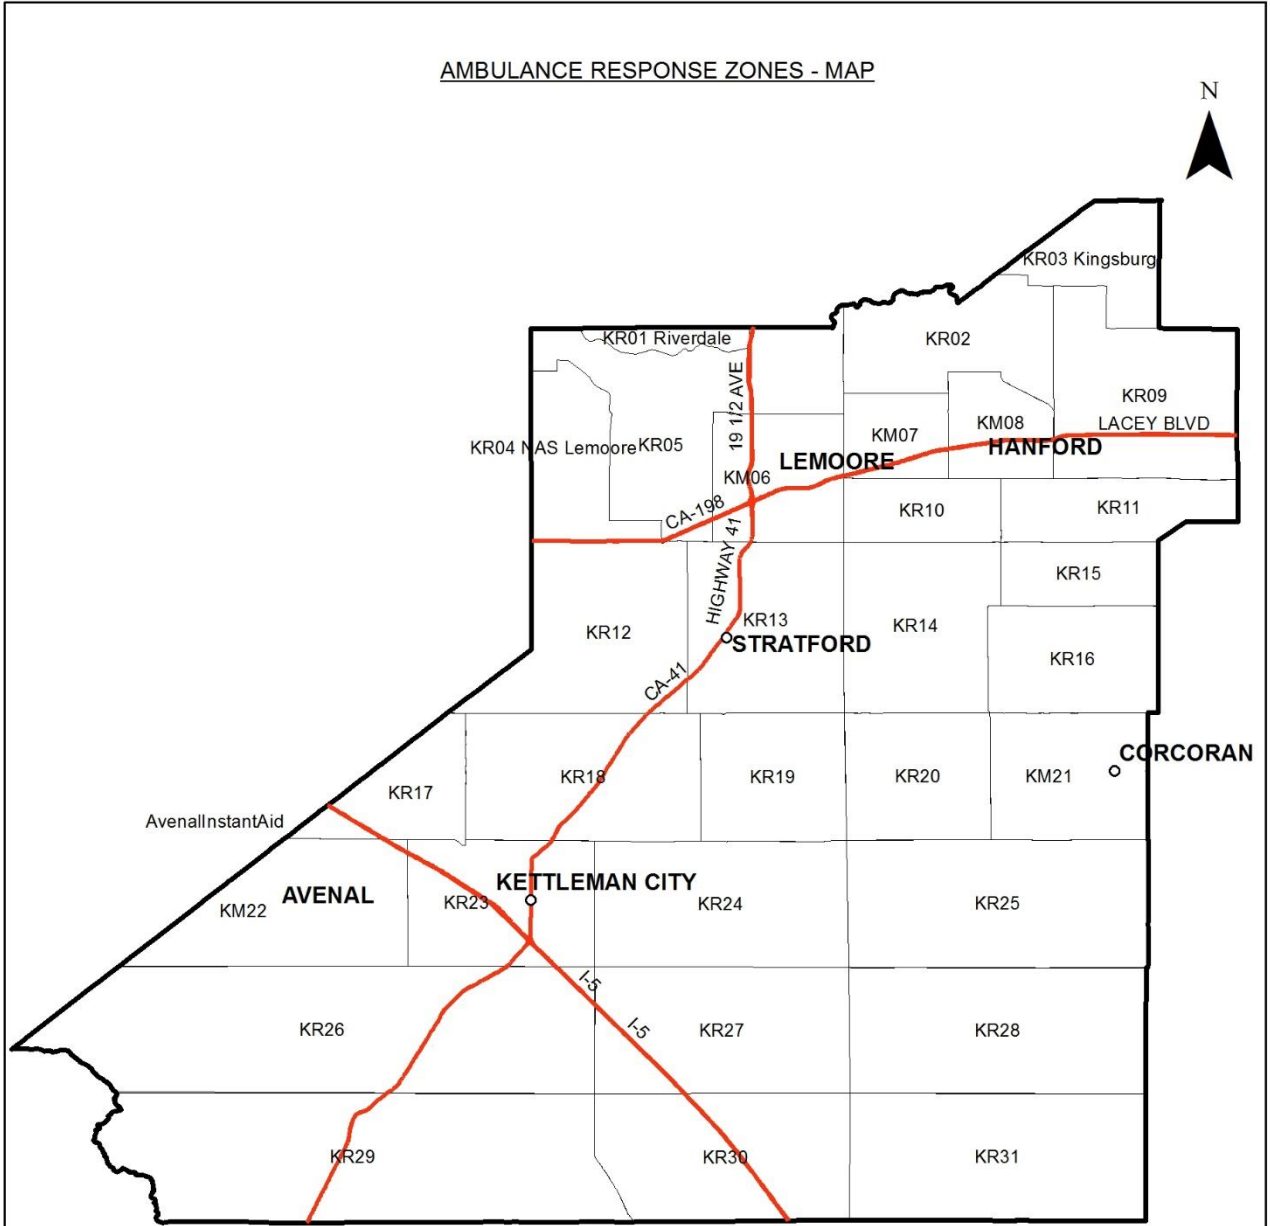 AMBULANCE RESPONSE ZONES - MAP
N
KR03 Kingsburg
KR01 Riverdale
KR02
19 1/2 AVE
KR09
KM08
LACEY BLVD
KM07
KR04 NAS Lemoore
KR05
HANFORD
LEMOORE
KM06
CA-198
KR10
KR11
HIGHWAY 41
KR15
KR12
KR13
KR14
STRATFORD
KR16
CA-41
CORCORAN
KR17
KR18
KR19
KR20
KM21
AvenalInstantAid
KETTLEMAN CITY
AVENAL
KM22
KR23
KR24
KR25
I-5
I-5
KR26
KR27
KR28
KR29
KR30
KR31